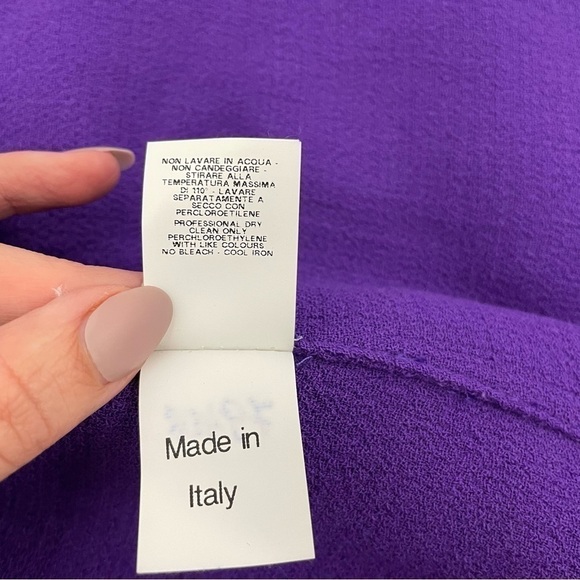 NON LAVARE IN ACQUA -
NON CANDEGGIARE -
STIRARE ALLA
TEMPERATURA MASSIMA
DI 110° - LAVARE
SEPARATAMENTE A
SECCO CON
PERCLOROETILENE
PROFESSIONAL DRY
CLEAN ONLY
PERCHLOROETHYLENE
WITH LIKE COLOURS
NO BLEACH - COOL IRON
Made in
Italy